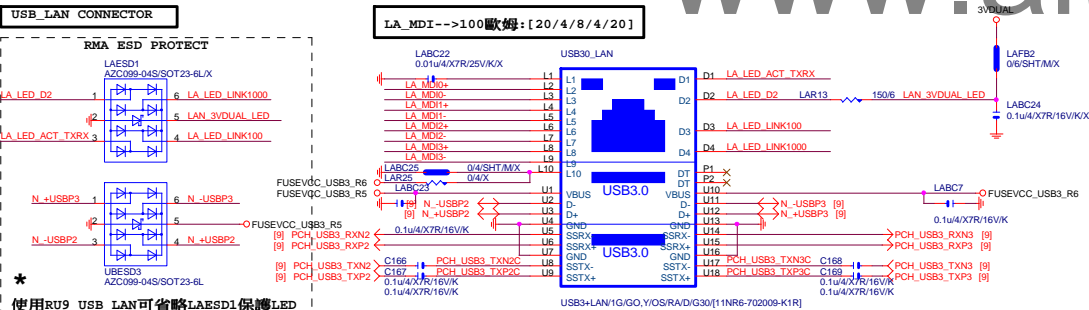 USB_LAN CONNECTOR
LA_MDI-->100歐姆:[20/4/8/4/20]
3VDUAL
RMA ESD PROTECT
LAESD1
AZC099-04S/SOT23-6L/X
LA_LED_D2 1 6 LA_LED_LINK1000
2 5 LAN_3VDUAL_LED
LA_LED_ACT_TXRX 3 4 LA_LED_LINK100
N_+USBP3 1 6 N_-USBP3
2 5 FUSEVCC_USB3_R5
N_-USBP2 3 4 N_+USBP2
UBESD3
AZC099-04S/SOT23-6L
*
使用RU9 USB LAN可省略LAESD1保護LED
LABC22
0.01u/4/X7R/25V/K/X
USB30_LAN
L1 L1
LA_MDI0+ L2 L2
LA_MDI0- L3 L3
LA_MDI1+ L4 L4
LA_MDI1- L5 L5
LA_MDI2+ L6 L6
LA_MDI2- L7 L7
LA_MDI3+ L8 L8
LA_MDI3- L9 L9
LABC25 0/4/SHT/M/X L10 L10
LAR25 0/4/X
FUSEVCC_USB3_R6
FUSEVCC_USB3_R5
LABC23
0.1u/4/X7R/16V/K
U1 VBUS
[9] N_-USBP2 U2 D-
[9] N_+USBP2 U3 D+
U4 GND
[9] PCH_USB3_RXN2 U5 SSRX-
[9] PCH_USB3_RXP2 U6 SSRX+
U7 GND
[9] PCH_USB3_TXN2 C166 PCH_USB3_TXN2C U8 SSTX-
[9] PCH_USB3_TXP2 C167 PCH_USB3_TXP2C U9 SSTX+
0.1u/4/X7R/16V/K
0.1u/4/X7R/16V/K
USB3.0
USB3.0
D1 D1 LA_LED_ACT_TXRX
D2 D2 LA_LED_D2 LAR13 150/6 LAN_3VDUAL_LED
D3 D3 LA_LED_LINK100
D4 D4 LA_LED_LINK1000
LAFB2
0/6/SHT/M/X
LABC24
0.1u/4/X7R/16V/K/X
DT P1
DT P2
VBUS U10
LABC7
0.1u/4/X7R/16V/K
FUSEVCC_USB3_R6
D- U11 N_-USBP3 [9]
D+ U12 N_+USBP3 [9]
GND U13
SSRX- U14 PCH_USB3_RXN3 [9]
SSRX+ U15 PCH_USB3_RXP3 [9]
GND U16
SSTX- U17 PCH_USB3_TXN3C C168 PCH_USB3_TXN3 [9]
SSTX+ U18 PCH_USB3_TXP3C C169 PCH_USB3_TXP3 [9]
0.1u/4/X7R/16V/K
0.1u/4/X7R/16V/K
USB3+LAN/1G/GO,Y/OS/RA/D/G30/[11NR6-702009-K1R]